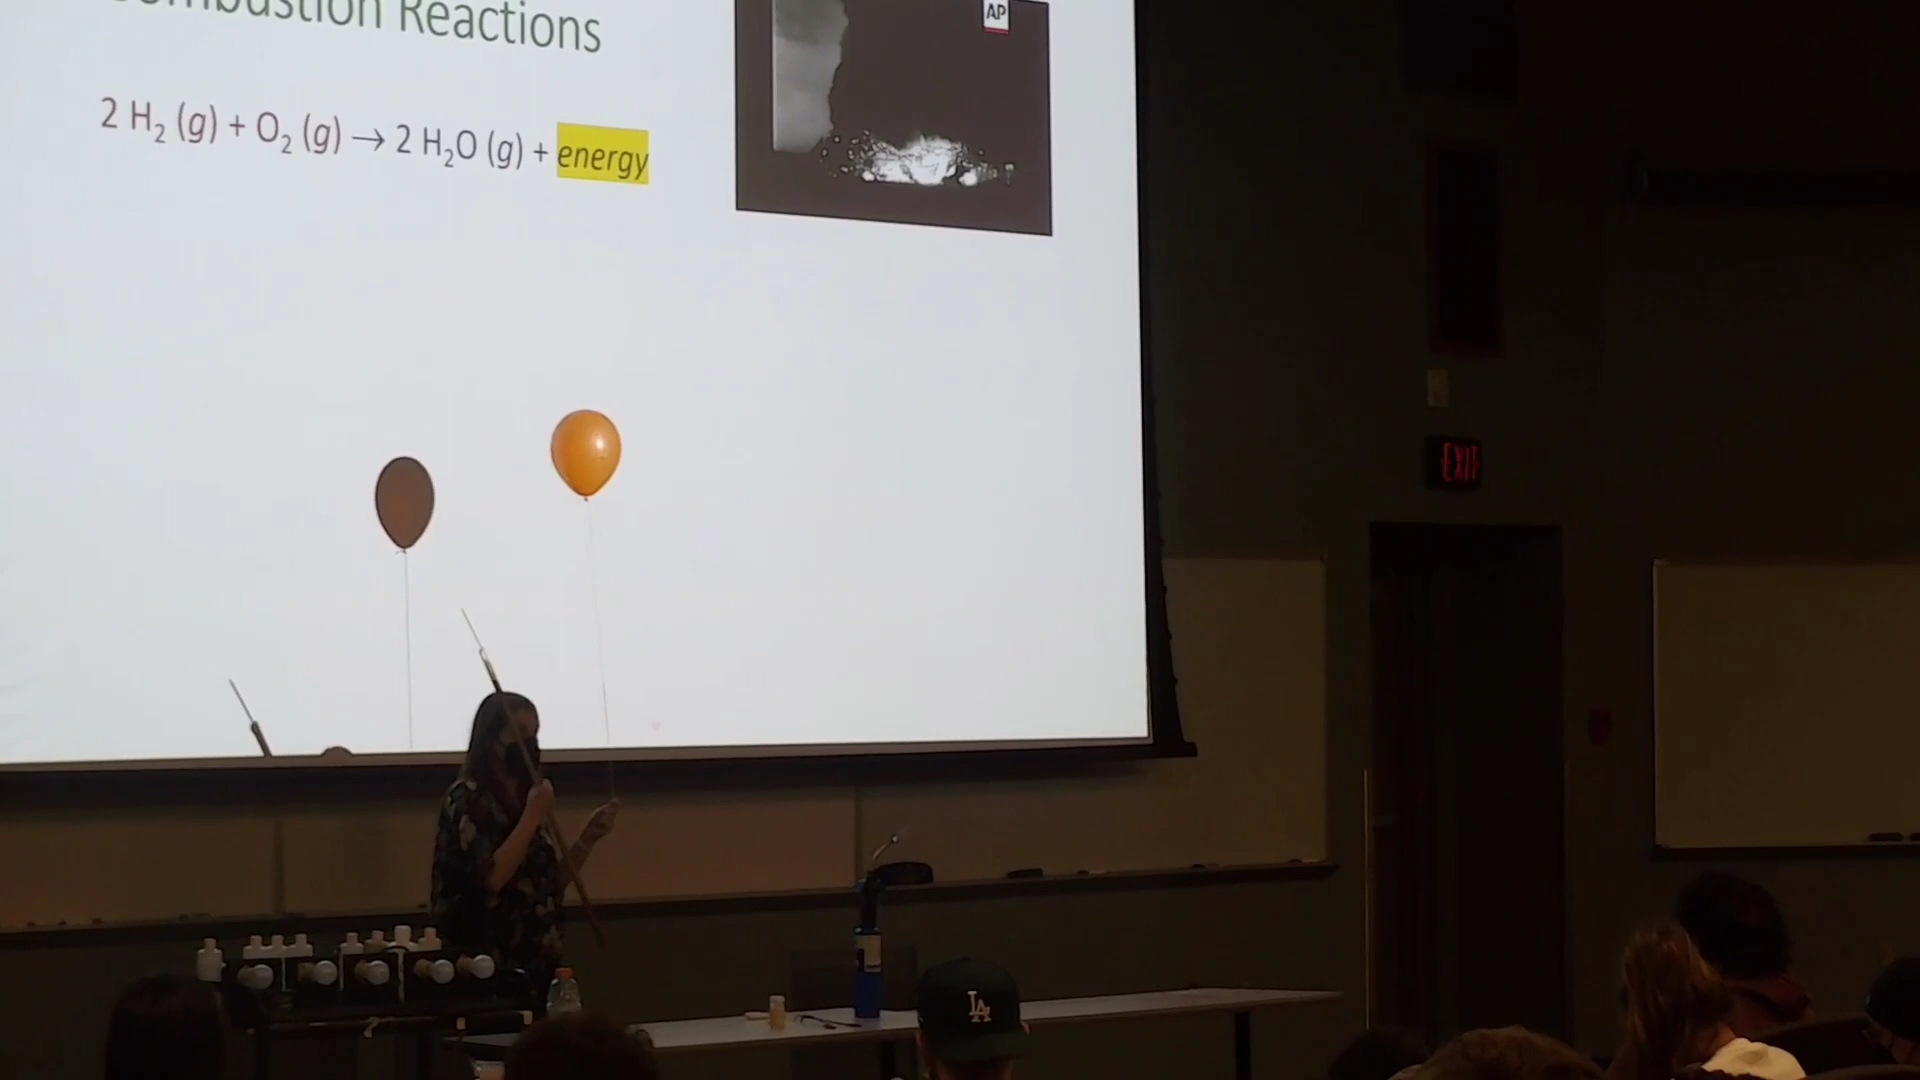 Combustion Reactions
AP
2 H₂ (g) + O₂ (g) → 2 H₂O (g) + energy
EXIT
LA